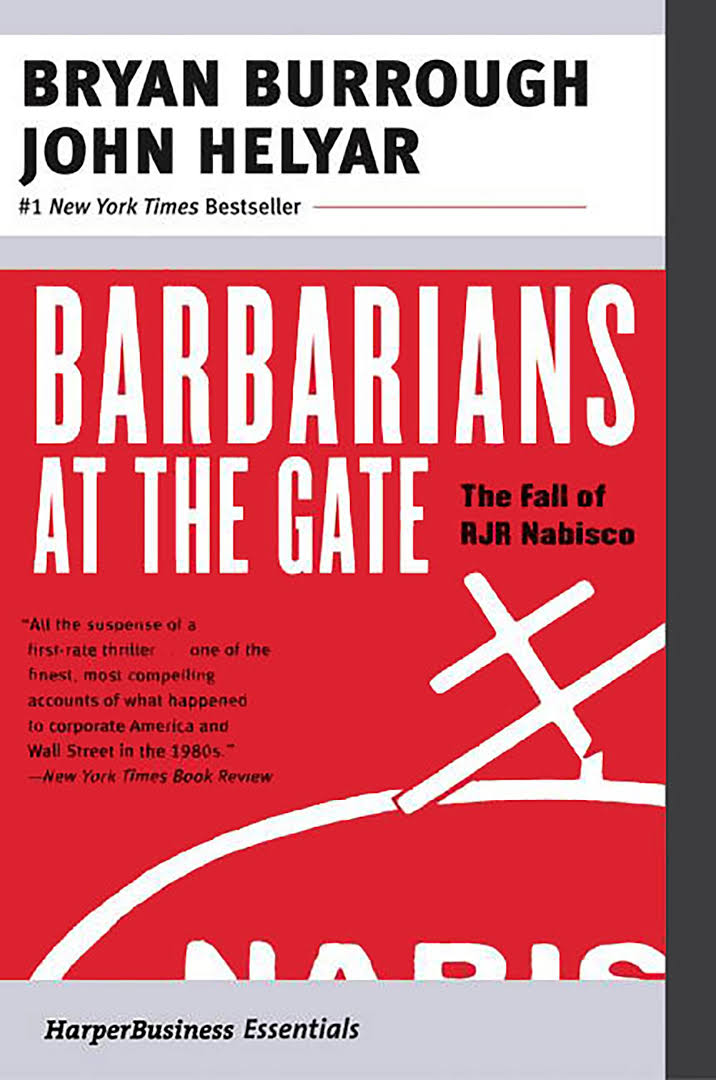 BRYAN BURROUGH
JOHN HELYAR
#1 New York Times Bestseller
BARBARIANS
AT THE GATE
The Fall of
RJR Nabisco
"All the suspense of a
first-rate thriller . . . one of the
finest, most compelling
accounts of what happened
to corporate America and
Wall Street in the 1980s."
—New York Times Book Review
NABIS
HarperBusiness Essentials